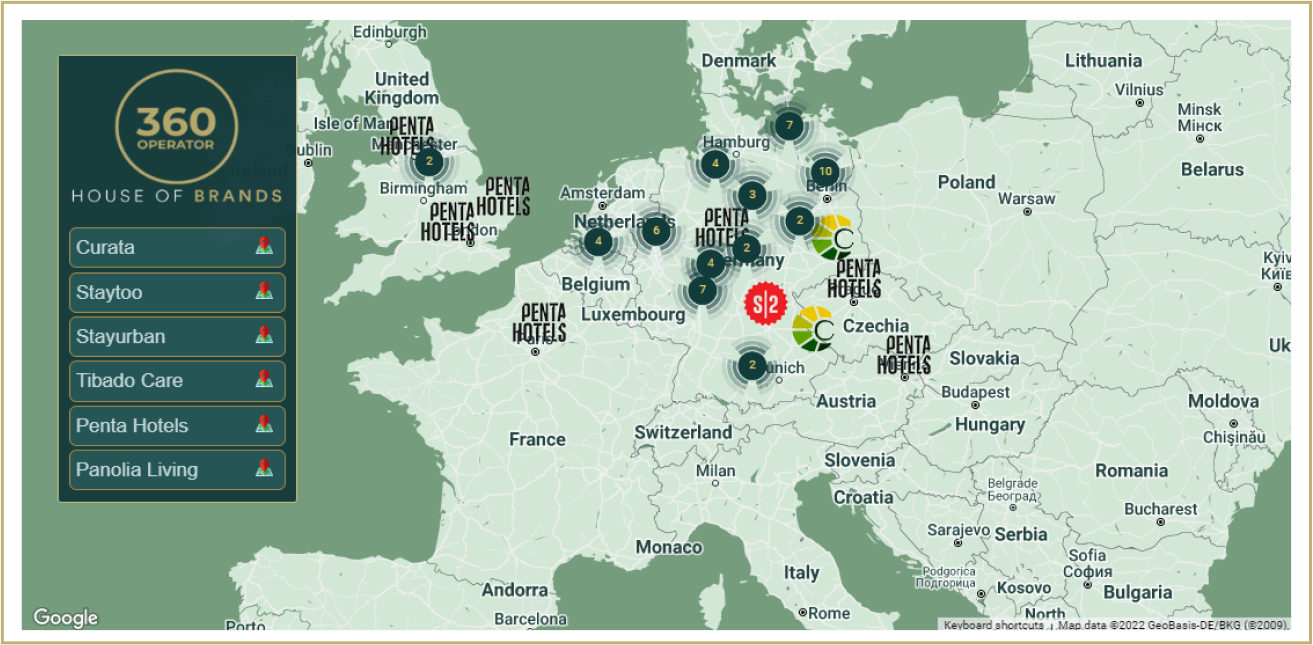 360
OPERATOR
HOUSE OF BRANDS
Curata
Staytoo
Stayurban
Tibado Care
Penta Hotels
Panolia Living
Edinburgh
United
Kingdom
Isle of Man
Dublin
Ireland
Birmingham
PENTA
HOTELS
2
PENTA
HOTELS
PENTA
HOTELS
Denmark
Lithuania
Vilnius
Minsk
Мінск
Belarus
Hamburg
7
4
10
Berlin
3
Poland
Warsaw
Amsterdam
Netherlands
4
6
PENTA
HOTELS
2
C
2
4
Germany
7
Belgium
Luxembourg
S|2
PENTA
HOTELS
C
Czechia
PENTA
HOTELS
Paris
PENTA
HOTELS
Slovakia
2
Munich
Austria
Budapest
Hungary
Kyiv
Київ
Uk
Moldova
Chișinău
France
Switzerland
Milan
Slovenia
Croatia
Romania
Belgrade
Београд
Bucharest
Sarajevo
Serbia
Sofia
София
Monaco
Italy
Podgorica
Подгорица
Kosovo
Bulgaria
Andorra
Barcelona
Rome
North
Porto
Google
Keyboard shortcuts
Map data ©2022 GeoBasis-DE/BKG (©2009),